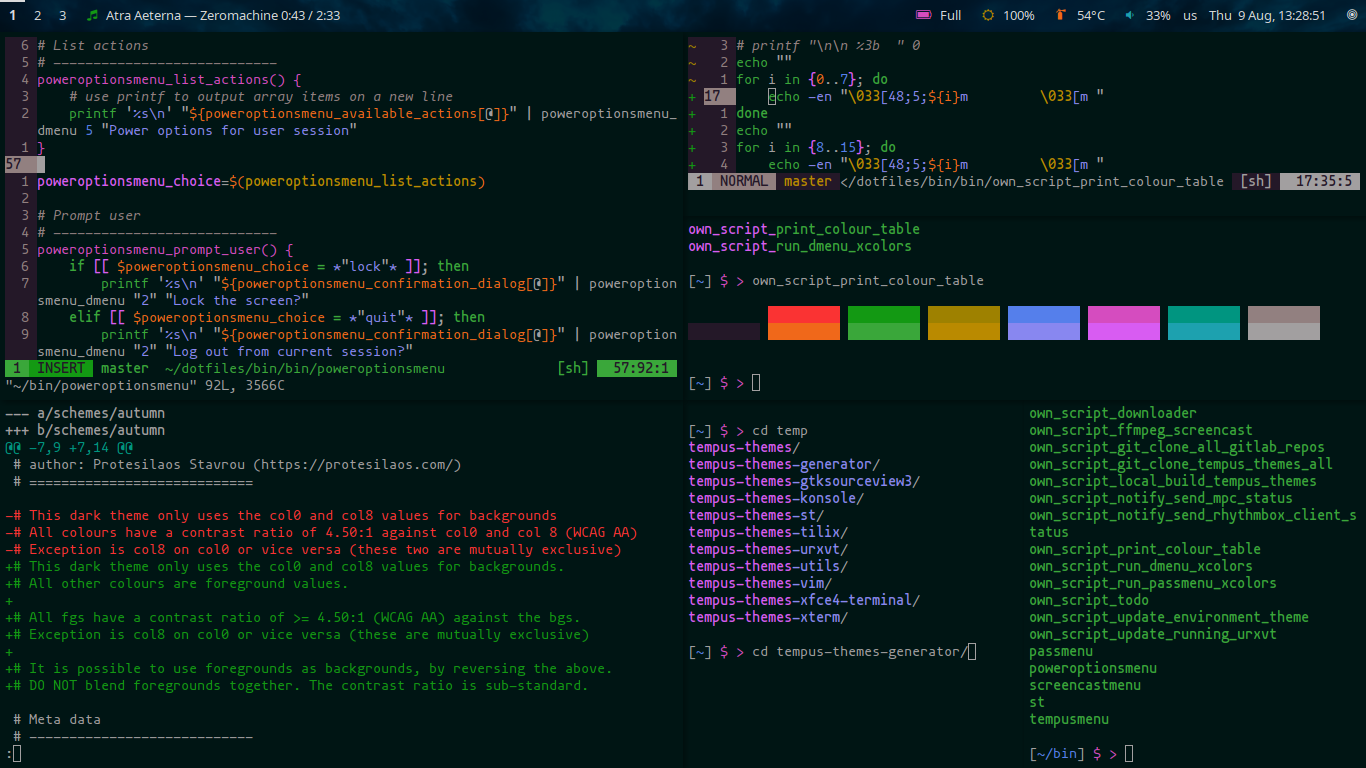 1 2 3 Atra Aeterna — Zeromachine 0:43 / 2:33 Full 100% 54°C 33% us Thu 9 Aug, 13:28:51
6 # List actions
5 # ----------------------------
4 poweroptionsmenu_list_actions() {
3     # use printf to output array items on a new line
2     printf '%s\n' "${poweroptionsmenu_available_actions[@]}" | poweroptionsmenu_
dmenu 5 "Power options for user session"
1 }
57
1 poweroptionsmenu_choice=$(poweroptionsmenu_list_actions)
2
3 # Prompt user
4 # ----------------------------
5 poweroptionsmenu_prompt_user() {
6     if [[ $poweroptionsmenu_choice = *"lock"* ]]; then
7         printf '%s\n' "${poweroptionsmenu_confirmation_dialog[@]}" | poweroption
smenu_dmenu "2" "Lock the screen?"
8     elif [[ $poweroptionsmenu_choice = *"quit"* ]]; then
9         printf '%s\n' "${poweroptionsmenu_confirmation_dialog[@]}" | poweroption
smenu_dmenu "2" "Log out from current session?"
1 INSERT master ~/dotfiles/bin/bin/poweroptionsmenu [sh] 57:92:1
"~/bin/poweroptionsmenu" 92L, 3566C
~ 3 # printf "\n\n %3b  " 0
~ 2 echo ""
~ 1 for i in {0..7}; do
+ 17     echo -en "\033[48;5;${i}m         \033[m "
+ 1 done
+ 2 echo ""
+ 3 for i in {8..15}; do
+ 4     echo -en "\033[48;5;${i}m         \033[m "
1 NORMAL master </dotfiles/bin/bin/own_script_print_colour_table [sh] 17:35:5
own_script_print_colour_table
own_script_run_dmenu_xcolors
[~] $ > own_script_print_colour_table
[~] $ >
--- a/schemes/autumn
+++ b/schemes/autumn
@@ -7,9 +7,14 @@
 # author: Protesilaos Stavrou (https://protesilaos.com/)
 # ============================
-# This dark theme only uses the col0 and col8 values for backgrounds
-# All colours have a contrast ratio of 4.50:1 against col0 and col 8 (WCAG AA)
-# Exception is col8 on col0 or vice versa (these two are mutually exclusive)
+# This dark theme only uses the col0 and col8 values for backgrounds.
+# All other colours are foreground values.
+
+# All fgs have a contrast ratio of >= 4.50:1 (WCAG AA) against the bgs.
+# Exception is col8 on col0 or vice versa (these are mutually exclusive)
+
+# It is possible to use foregrounds as backgrounds, by reversing the above.
+# DO NOT blend foregrounds together. The contrast ratio is sub-standard.
 # Meta data
 # ----------------------------
:
[~] $ > cd temp
tempus-themes/
tempus-themes-generator/
tempus-themes-gtksourceview3/
tempus-themes-konsole/
tempus-themes-st/
tempus-themes-tilix/
tempus-themes-urxvt/
tempus-themes-utils/
tempus-themes-vim/
tempus-themes-xfce4-terminal/
tempus-themes-xterm/
[~] $ > cd tempus-themes-generator/
own_script_downloader
own_script_ffmpeg_screencast
own_script_git_clone_all_gitlab_repos
own_script_git_clone_tempus_themes_all
own_script_local_build_tempus_themes
own_script_notify_send_mpc_status
own_script_notify_send_rhythmbox_client_s
tatus
own_script_print_colour_table
own_script_run_dmenu_xcolors
own_script_run_passmenu_xcolors
own_script_todo
own_script_update_environment_theme
own_script_update_running_urxvt
passmenu
poweroptionsmenu
screencastmenu
st
tempusmenu
[~/bin] $ >